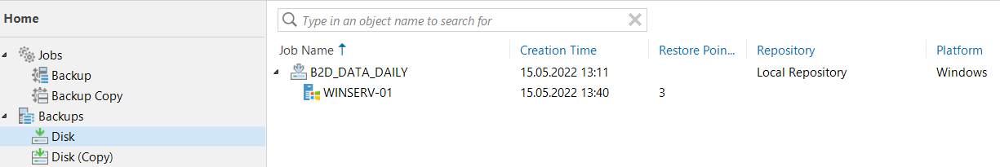 Home
Jobs
Backup
Backup Copy
Backups
Disk
Disk (Copy)
Type in an object name to search for
Job Name Creation Time Restore Poin... Repository Platform
B2D_DATA_DAILY 15.05.2022 13:11 Local Repository Windows
WINSERV-01 15.05.2022 13:40 3